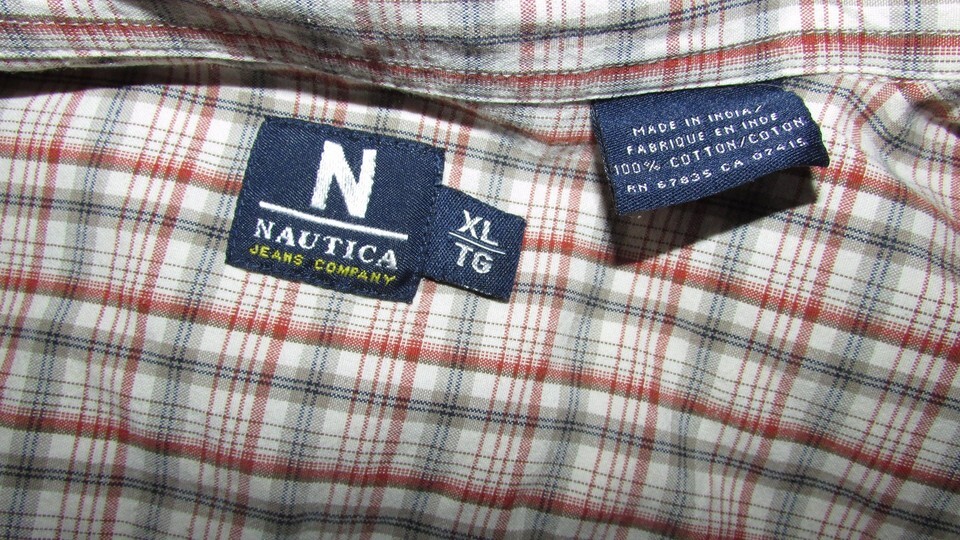 N
NAUTICA
JEANS COMPANY
XL
TG
MADE IN INDIA/
FABRIQUE EN INDE
100% COTTON/COTON
RN 67835 CA 07415